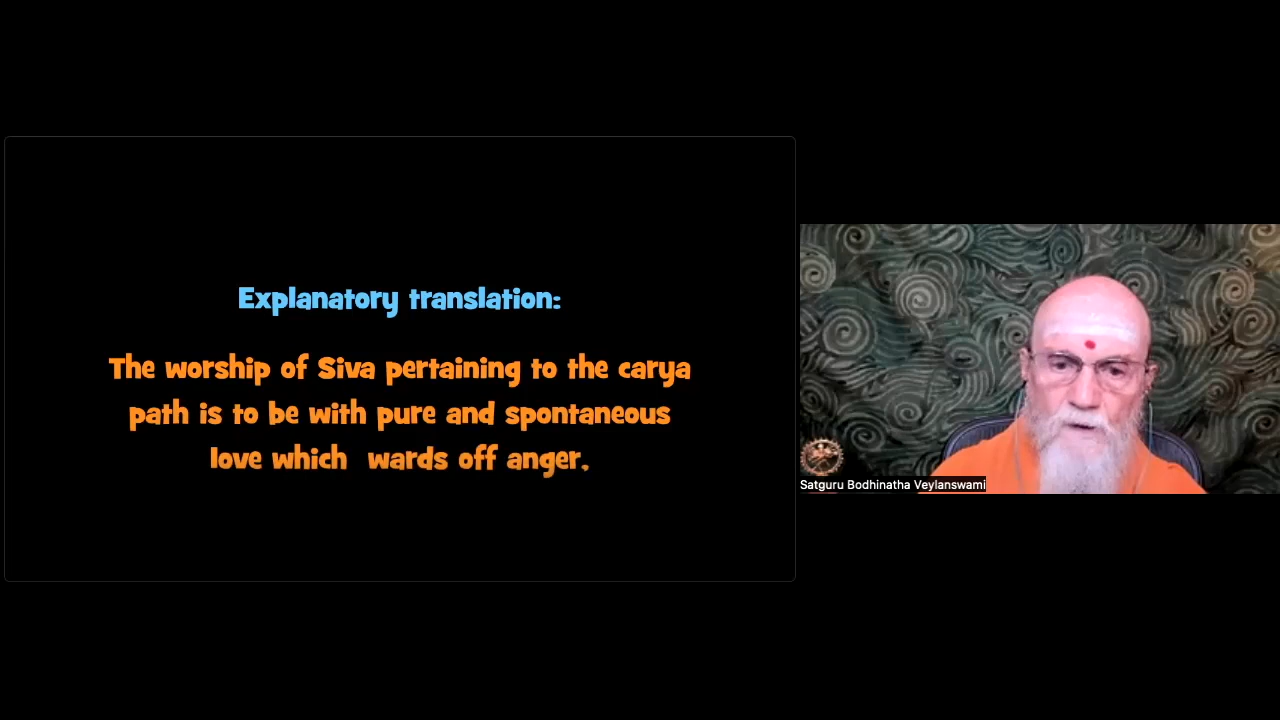 Explanatory translation:
The worship of Siva pertaining to the carya
path is to be with pure and spontaneous
love which  wards off anger.
Satguru Bodhinatha Veylanswami